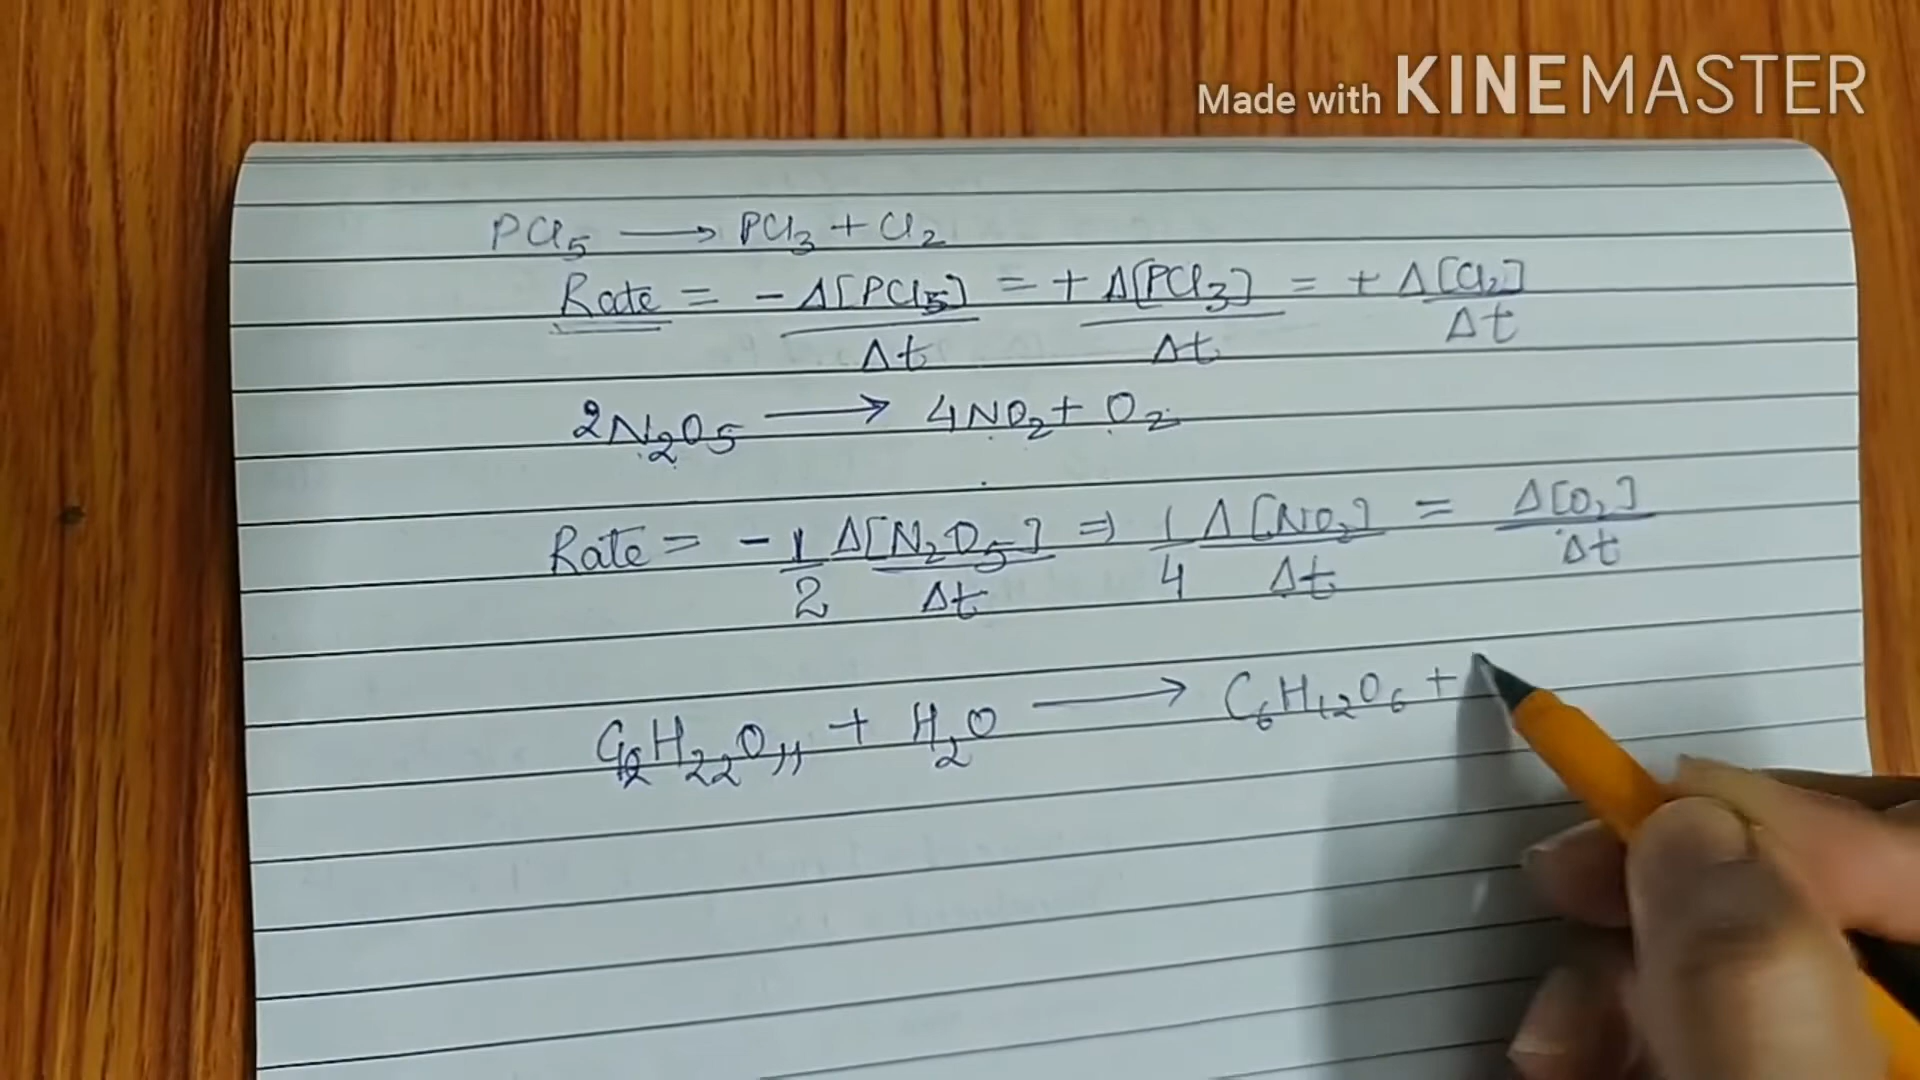 Made with KINEMASTER
PCl₅ ⟶ PCl₃ + Cl₂
Rate = - Δ[PCl₅]/Δt = + Δ[PCl₃]/Δt = + Δ[Cl₂]/Δt
2N₂O₅ ⟶ 4NO₂ + O₂
Rate = - 1/2 Δ[N₂O₅]/Δt => 1/4 Δ[NO₂]/Δt = Δ[O₂]/Δt
C₁₂H₂₂O₁₁ + H₂O ⟶ C₆H₁₂O₆ +